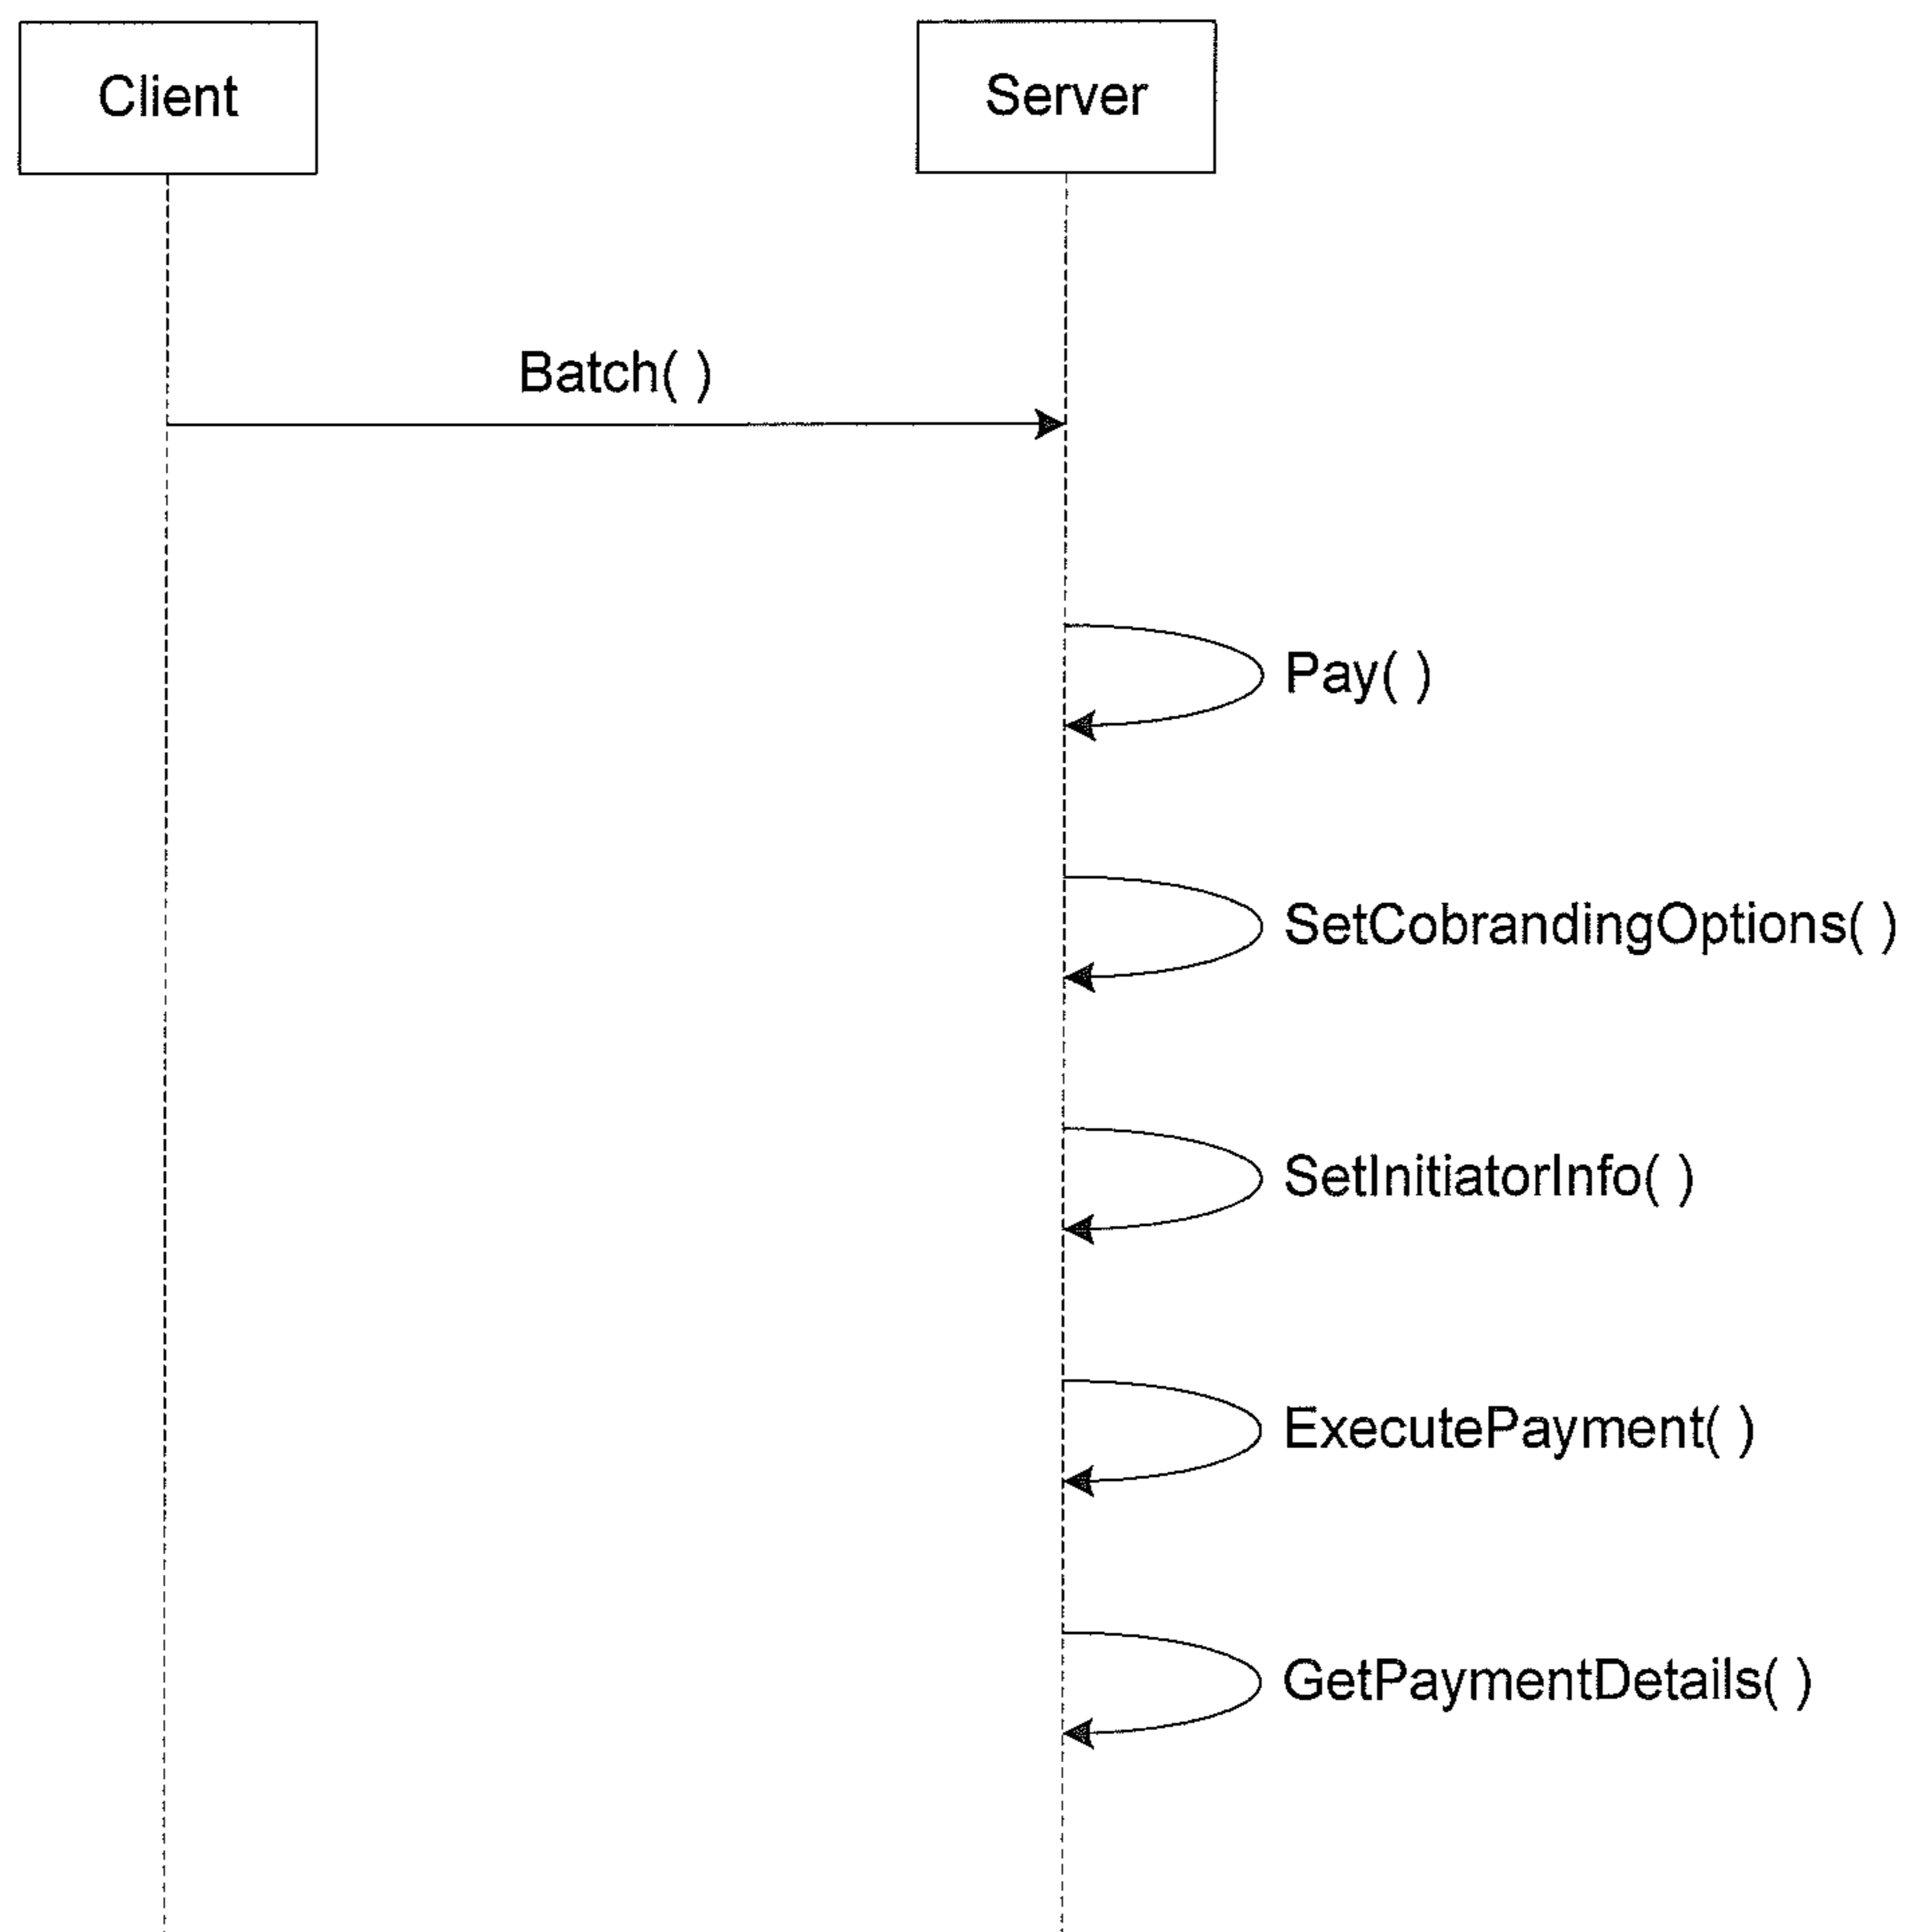 Client
Server
Batch( )
Pay( )
SetCobrandingOptions( )
SetInitiatorInfo( )
ExecutePayment( )
GetPaymentDetails( )